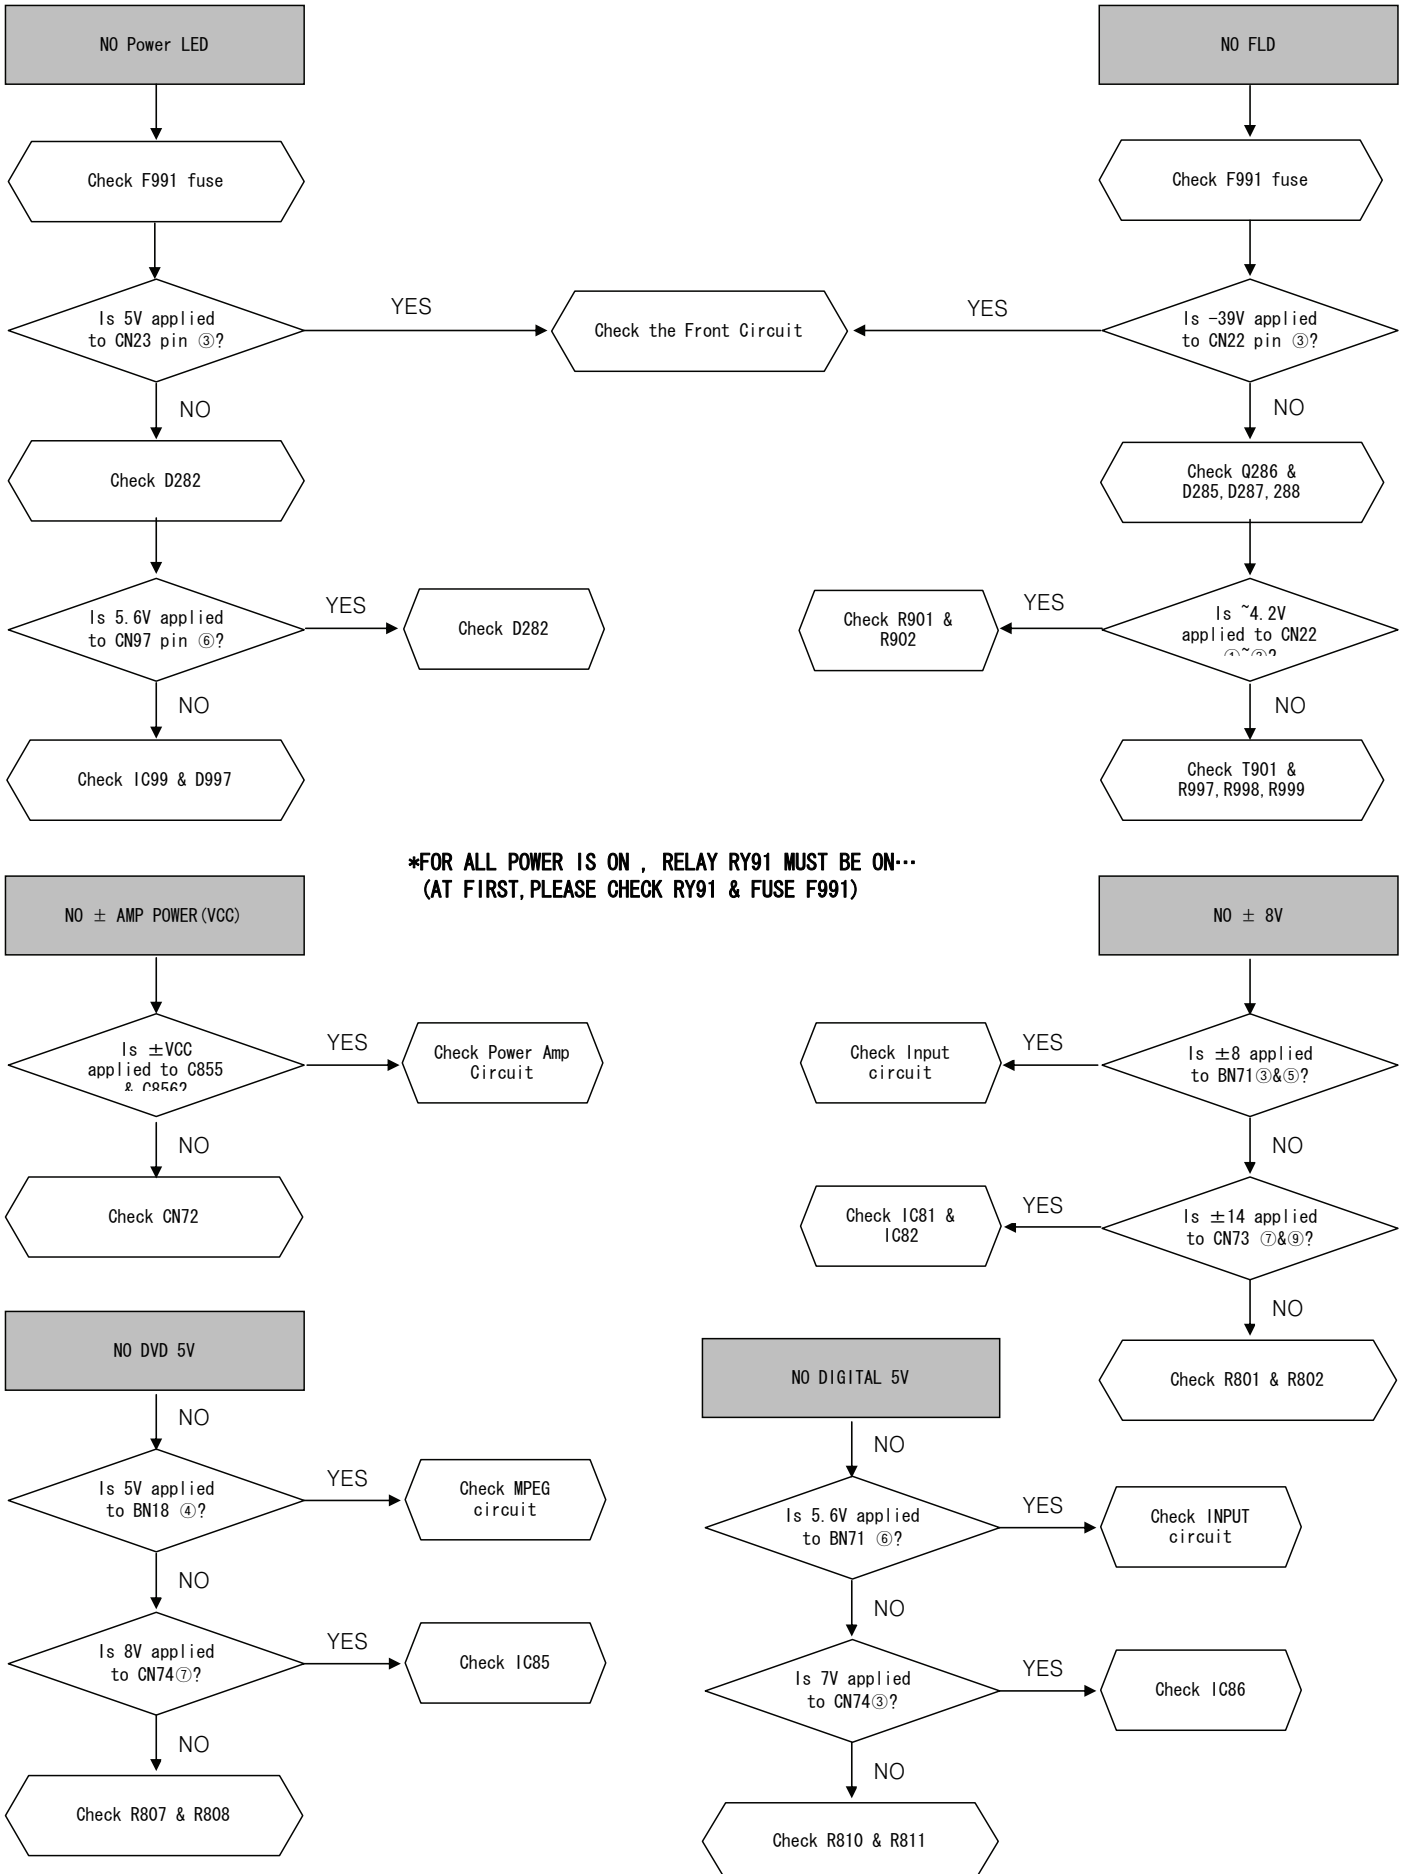 NO Power LED
Check F991 fuse
Is 5V applied
to CN23 pin ③?
YES
NO
Check D282
Is 5.6V applied
to CN97 pin ⑥?
YES
Check D282
NO
Check IC99 & D997
Check the Front Circuit
NO FLD
Check F991 fuse
Is -39V applied
to CN22 pin ③?
YES
NO
Check Q286 &
D285,D287,288
Is ~4.2V
applied to CN22
①~②?
YES
Check R901 &
R902
NO
Check T901 &
R997,R998,R999
*FOR ALL POWER IS ON , RELAY RY91 MUST BE ON…
(AT FIRST,PLEASE CHECK RY91 & FUSE F991)
NO ± AMP POWER(VCC)
Is ±VCC
applied to C855
& C856?
YES
Check Power Amp
Circuit
NO
Check CN72
NO ± 8V
Is ±8 applied
to BN71③&⑤?
YES
Check Input
circuit
NO
Is ±14 applied
to CN73 ⑦&⑨?
YES
Check IC81 &
IC82
NO
Check R801 & R802
NO DVD 5V
NO
Is 5V applied
to BN18 ④?
YES
Check MPEG
circuit
NO
Is 8V applied
to CN74⑦?
YES
Check IC85
NO
Check R807 & R808
NO DIGITAL 5V
NO
Is 5.6V applied
to BN71 ⑥?
YES
Check INPUT
circuit
NO
Is 7V applied
to CN74③?
YES
Check IC86
NO
Check R810 & R811